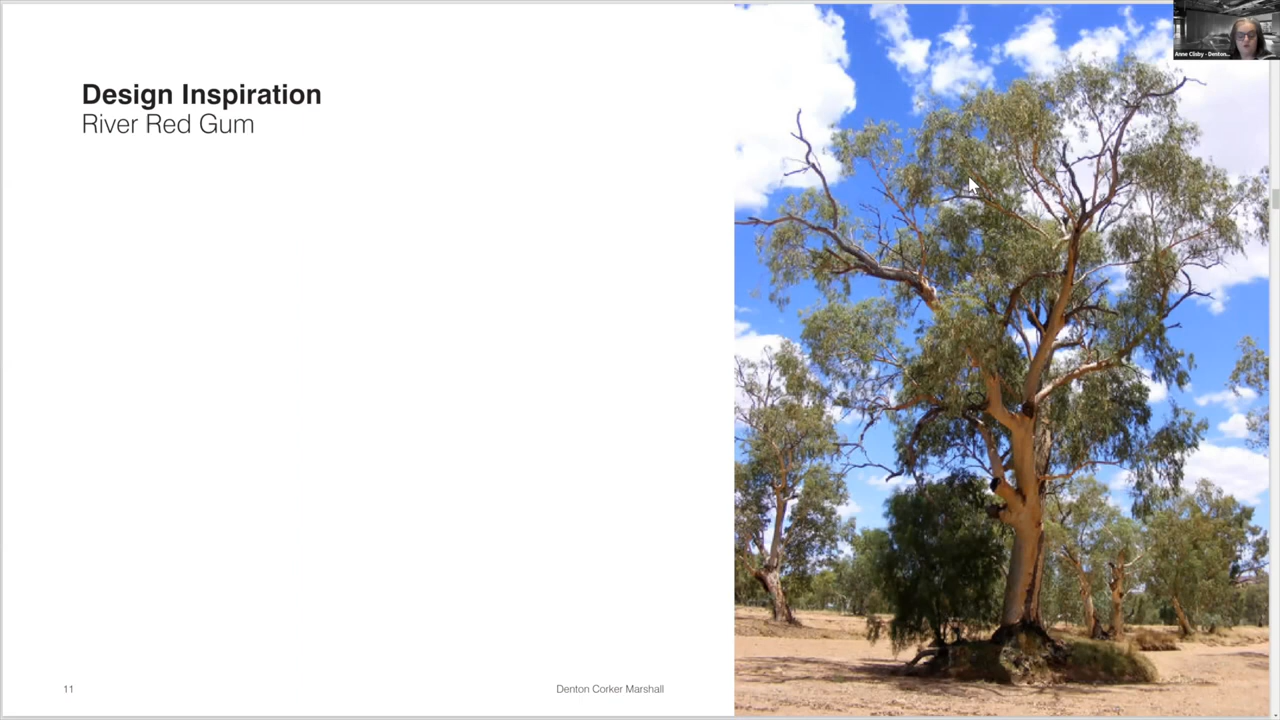 Design Inspiration
River Red Gum
Anne Clisby - Denton...
11
Denton Corker Marshall